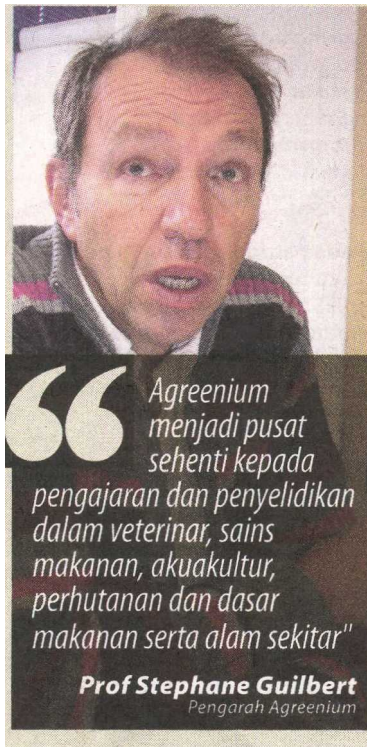 “
Agreenium
menjadi pusat
sehenti kepada
pengajaran dan penyelidikan
dalam veterinar, sains
makanan, akuakultur,
perhutanan dan dasar
makanan serta alam sekitar"
Prof Stephane Guilbert
Pengarah Agreenium